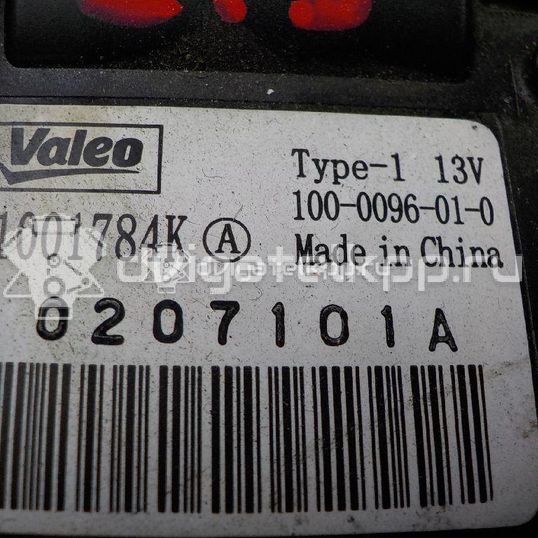 Valeo
Type-1 13V
1001784K A
100-0096-01-0
Made in China
0207101A